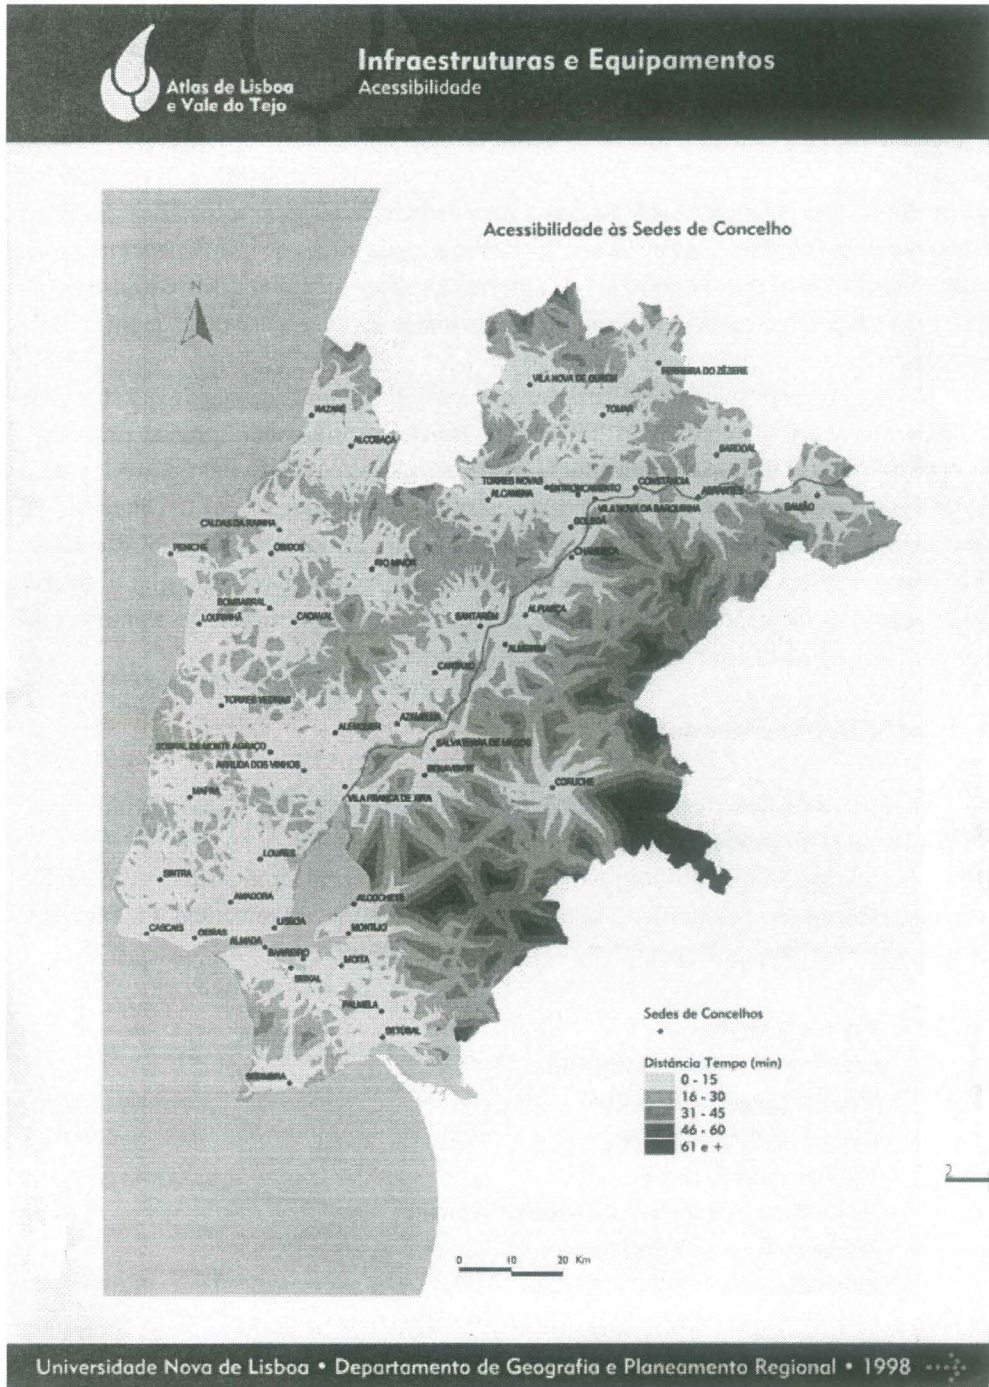 Atlas de Lisboa
e Vale do Tejo
Infraestruturas e Equipamentos
Acessibilidade
Acessibilidade às Sedes de Concelho
N
FERREIRA DO ZÊZERE
VILA NOVA DE OURÉM
TOMAR
NAZARÉ
ALCOBAÇA
SARDOAL
TORRES NOVAS
ENTRONCAMENTO
CONSTÂNCIA
ALCANENA
ABRANTES
VILA NOVA DA BARQUINHA
GOLEGÃ
CALDAS DA RAINHA
PENICHE
ÓBIDOS
CHAMUSCA
RIO MAIOR
BOMBARRAL
LOURINHÃ
CADAVAL
SANTARÉM
ALPIARÇA
ALMEIRIM
CARTAXO
TORRES VEDRAS
AZAMBUJA
ALENQUER
SOBRAL DE MONTE AGRAÇO
SALVATERRA DE MAGOS
ARRUDA DOS VINHOS
BENAVENTE
CORUCHE
MAFRA
VILA FRANCA DE XIRA
LOURES
SINTRA
AMADORA
ALCOCHETE
LISBOA
MONTIJO
CASCAIS
OEIRAS
ALMADA
BARREIRO
MOITA
SEIXAL
PALMELA
SETÚBAL
SESIMBRA
Sedes de Concelhos
Distância Tempo (min)
0 - 15
16 - 30
31 - 45
46 - 60
61 e +
2
0 10 20 Km
Universidade Nova de Lisboa • Departamento de Geografia e Planeamento Regional • 1998